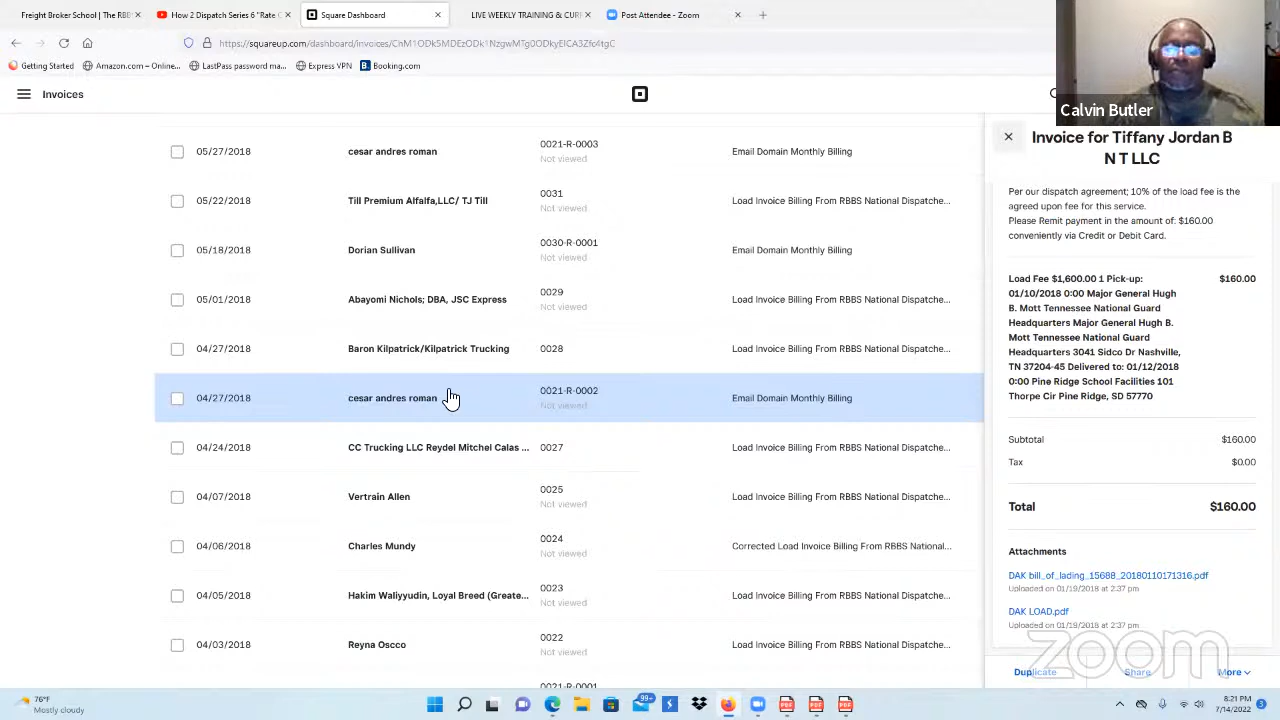 Freight Broker School | The RBB
How 2 Dispatch Series 6 "Rate C
Square Dashboard
LIVE WEEKLY TRAINING & CURE
Post Attendee - Zoom
Getting Started
Amazon.com – Online...
LastPass password ma...
Express VPN
Booking.com
Calvin Butler
Invoices
05/27/2018 cesar andres roman 0021-R-0003 Email Domain Monthly Billing
Not viewed
05/22/2018 Till Premium Alfalfa,LLC/ TJ Till 0031 Load Invoice Billing From RBBS National Dispatche...
Not viewed
05/18/2018 Dorian Sullivan 0030-R-0001 Email Domain Monthly Billing
Not viewed
05/01/2018 Abayomi Nichols; DBA, JSC Express 0029 Load Invoice Billing From RBBS National Dispatche...
Not viewed
04/27/2018 Baron Kilpatrick/Kilpatrick Trucking 0028 Load Invoice Billing From RBBS National Dispatche...
04/27/2018 cesar andres roman 0021-R-0002 Email Domain Monthly Billing
Not viewed
04/24/2018 CC Trucking LLC Reydel Mitchel Calas ... 0027 Load Invoice Billing From RBBS National Dispatche...
04/07/2018 Vertrain Allen 0025 Load Invoice Billing From RBBS National Dispatche...
Not viewed
04/06/2018 Charles Mundy 0024 Corrected Load Invoice Billing From RBBS National...
Not viewed
04/05/2018 Hakim Waliyyudin, Loyal Breed (Greate... 0023 Load Invoice Billing From RBBS National Dispatche...
Not viewed
04/03/2018 Reyna Oscco 0022 Load Invoice Billing From RBBS National Dispatche...
Not viewed
0021-R-0001
Invoice for Tiffany Jordan B
N T LLC
Per our dispatch agreement; 10% of the load fee is the
agreed upon fee for this service.
Please Remit payment in the amount of: $160.00
conveniently via Credit or Debit Card.
Load Fee $1,600.00 1 Pick-up: $160.00
01/10/2018 0:00 Major General Hugh
B. Mott Tennessee National Guard
Headquarters Major General Hugh B.
Mott Tennessee National Guard
Headquarters 3041 Sidco Dr Nashville,
TN 37204-45 Delivered to: 01/12/2018
0:00 Pine Ridge School Facilities 101
Thorpe Cir Pine Ridge, SD 57770
Subtotal $160.00
Tax $0.00
Total $160.00
Attachments
DAK bill_of_lading_15688_20180110171316.pdf
Uploaded on 01/19/2018 at 2:37 pm
DAK LOAD.pdf
Uploaded on 01/19/2018 at 2:37 pm
zoom
Duplicate Share More
76°F
Mostly cloudy
99+
8:21 PM
7/14/2022
3